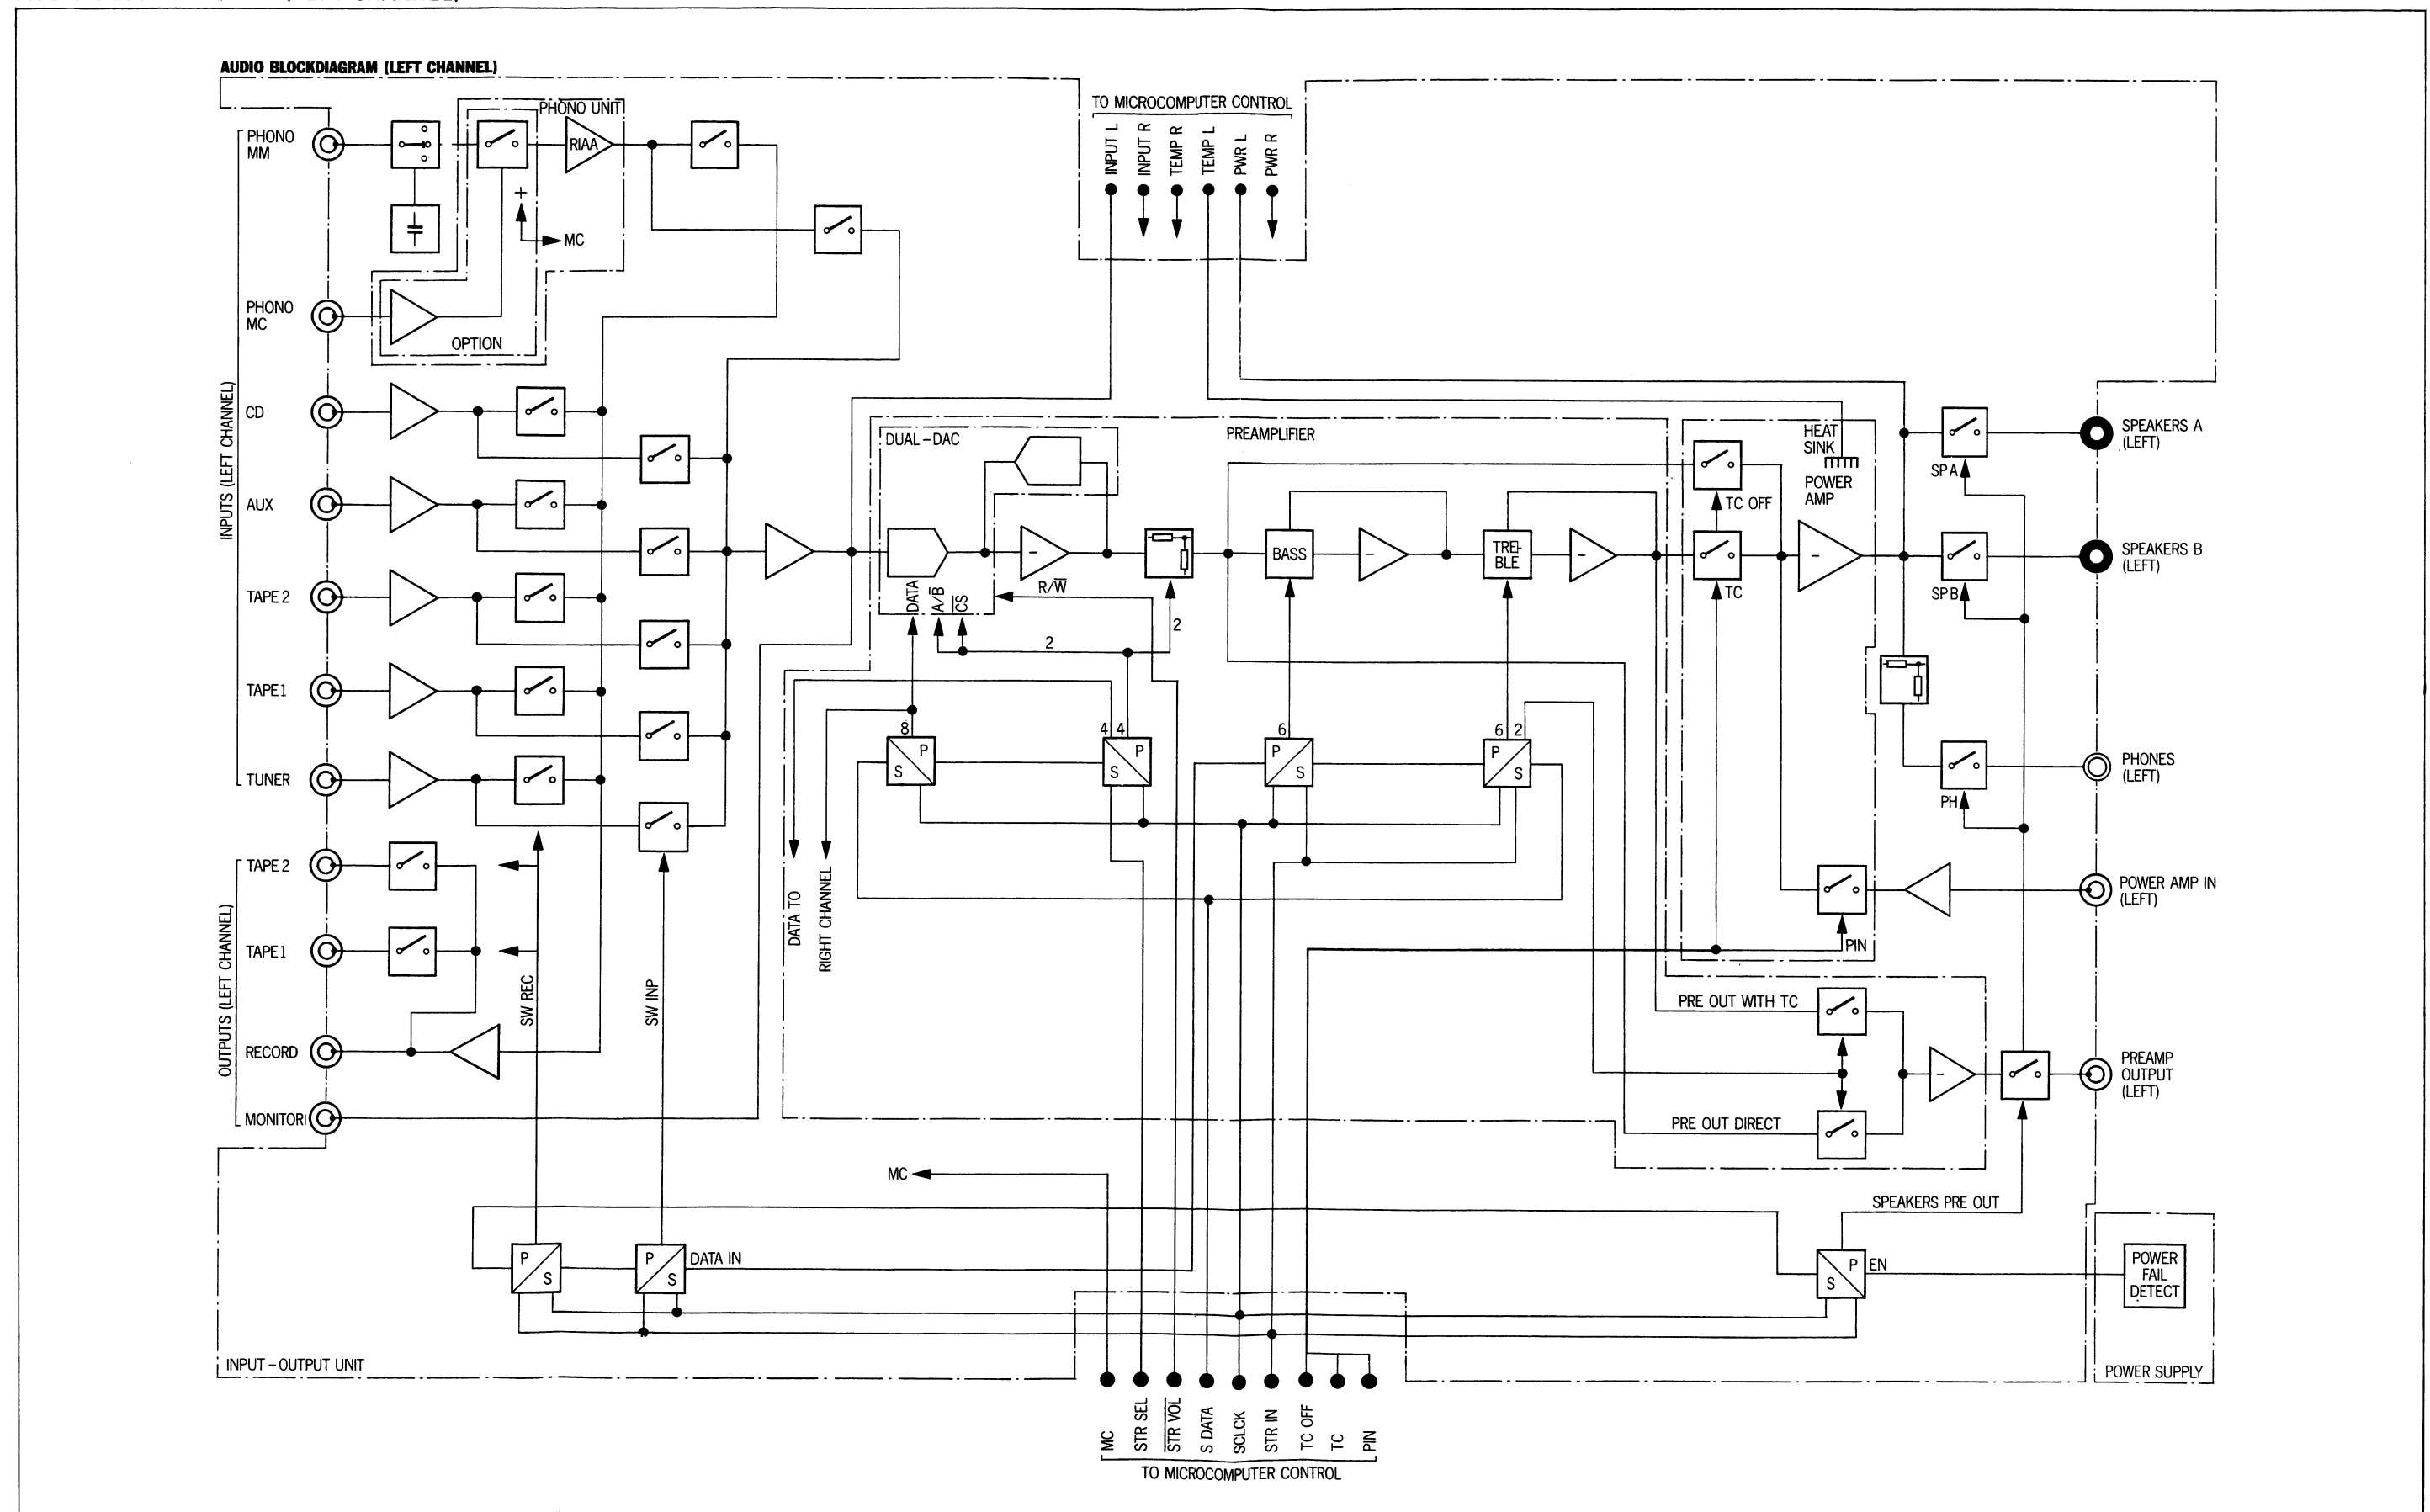 AUDIO BLOCKDIAGRAM (LEFT CHANNEL)
PHONO UNIT
TO MICROCOMPUTER CONTROL
INPUT L
INPUT R
TEMP R
TEMP L
PWR L
PWR R
INPUTS (LEFT CHANNEL)
PHONO
MM
RIAA
+
MC
PHONO
MC
OPTION
CD
AUX
TAPE 2
TAPE 1
TUNER
OUTPUTS (LEFT CHANNEL)
TAPE 2
TAPE 1
RECORD
MONITOR
SW REC
SW INP
DUAL-DAC
PREAMPLIFIER
HEAT
SINK
POWER
AMP
TC OFF
TC
-
BASS
-
TRE-
BLE
-
-
DATA
A/B̅
C̅S̅
R/W̅
2
2
8
P
S
4 4
P
S
6
P
S
6 2
P
S
DATA TO
RIGHT CHANNEL
SPEAKERS A
(LEFT)
SP A
SPEAKERS B
(LEFT)
SP B
PHONES
(LEFT)
PH
POWER AMP IN
(LEFT)
PIN
PRE OUT WITH TC
PREAMP
OUTPUT
(LEFT)
-
PRE OUT DIRECT
MC
SPEAKERS PRE OUT
P
S
P
S
DATA IN
P
S
EN
POWER
FAIL
DETECT
INPUT-OUTPUT UNIT
POWER SUPPLY
MC
STR SEL
S̅T̅R̅ V̅O̅L̅
S DATA
SCLCK
STR IN
TC OFF
TC
PIN
TO MICROCOMPUTER CONTROL